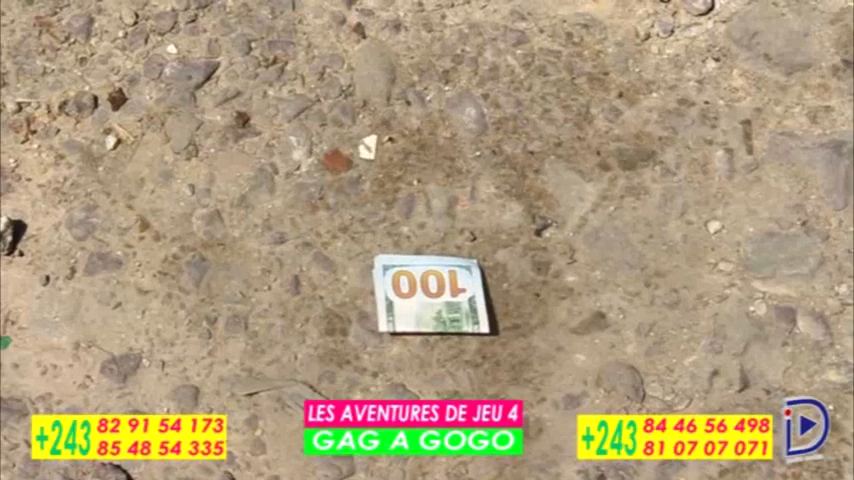 100
+243 82 91 54 173
85 48 54 335
LES AVENTURES DE JEU 4
GAG A GOGO
+243 84 46 56 498
81 07 07 071